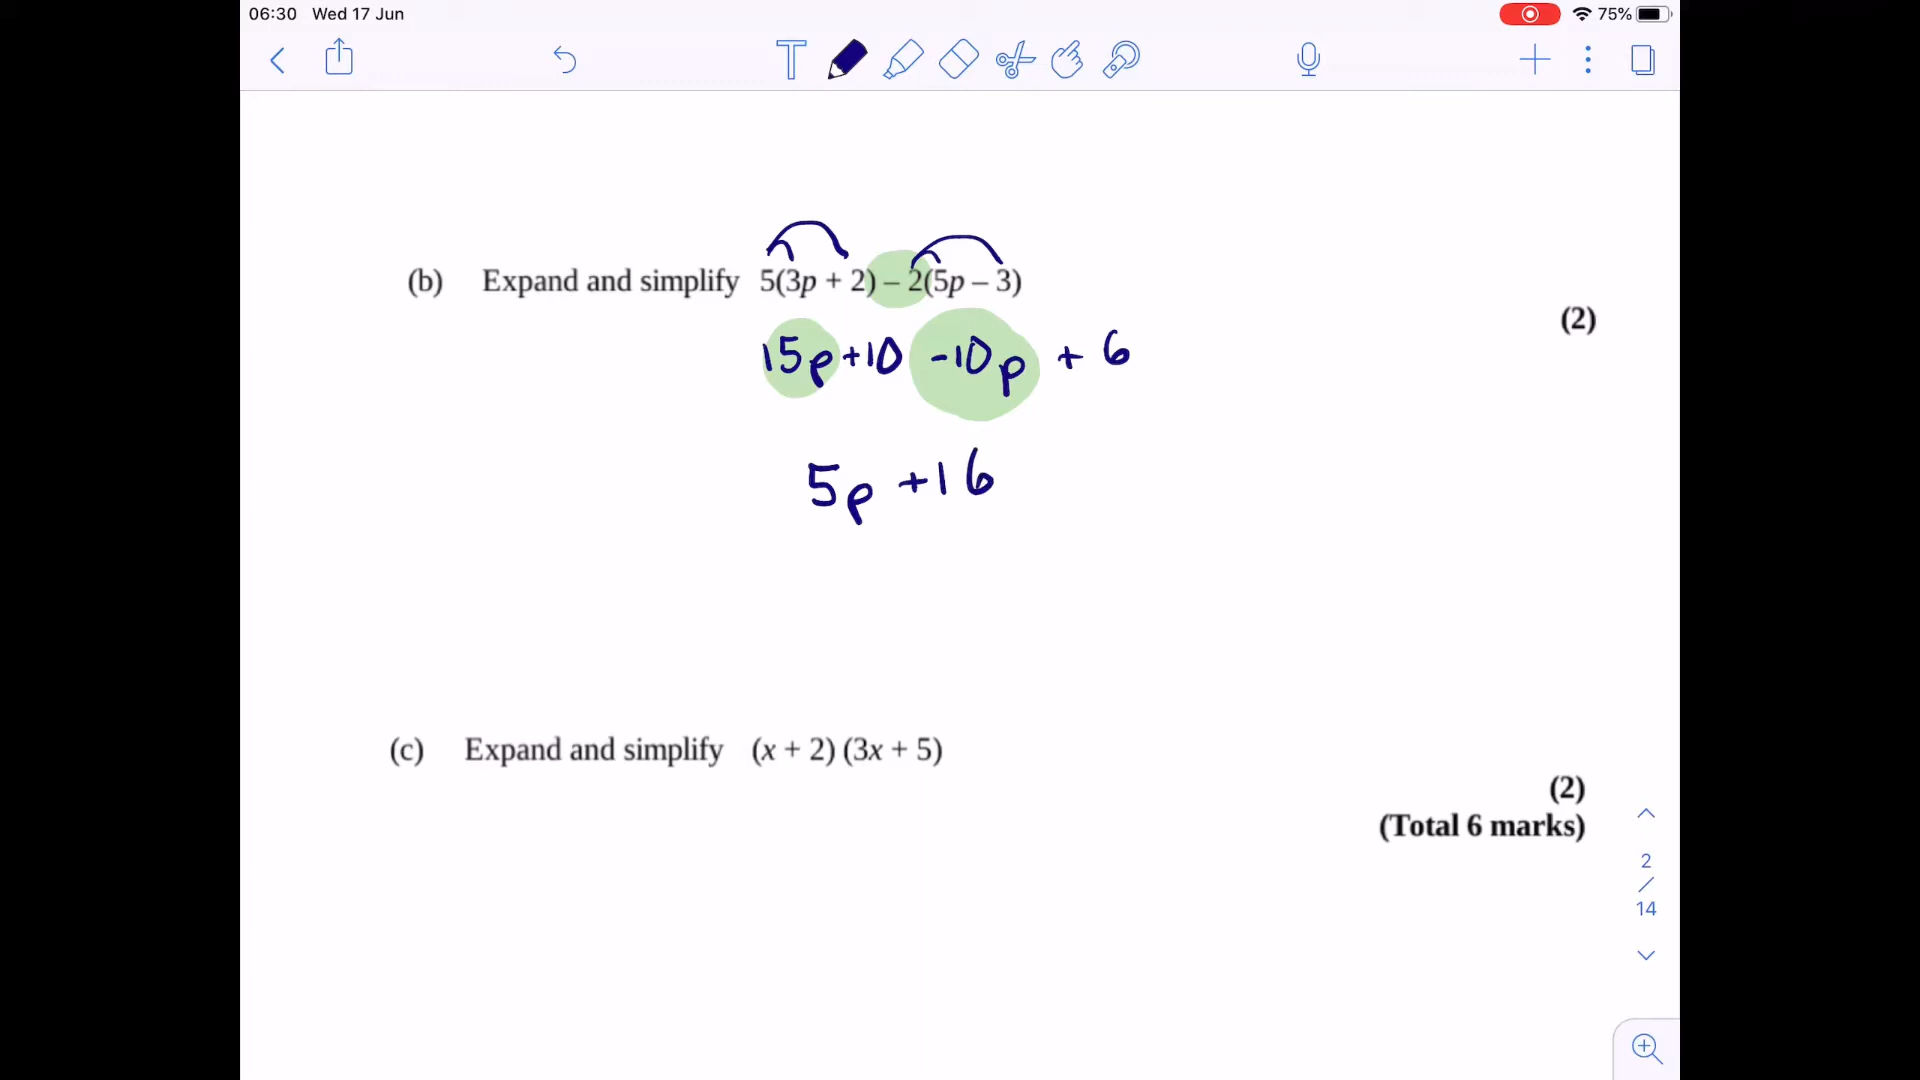 06:30 Wed 17 Jun 75%
T
(b) Expand and simplify 5(3p + 2) – 2(5p – 3)
(2)
15p +10 -10p + 6
5p +16
(c) Expand and simplify (x + 2) (3x + 5)
(2)
(Total 6 marks)
2
/
14